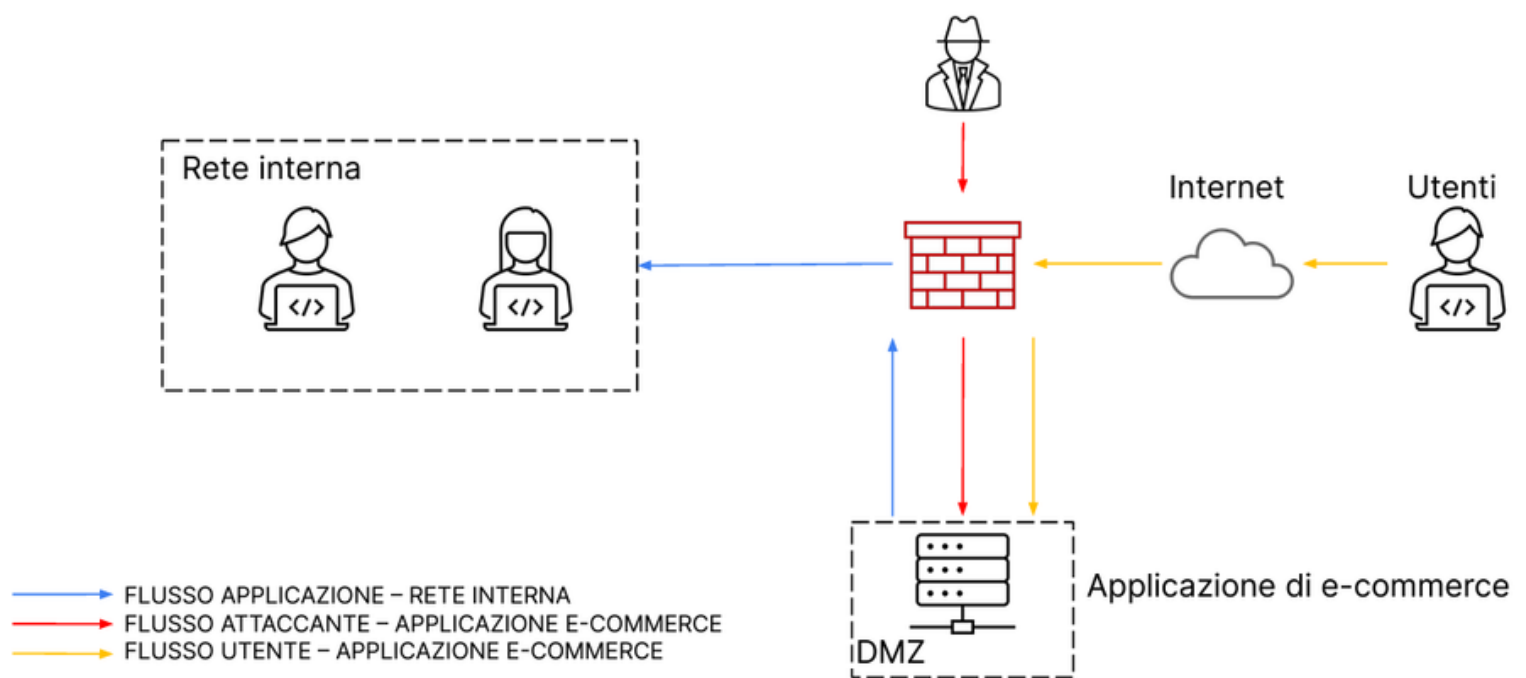 Rete interna
Internet
Utenti
</>
</>
</>
Applicazione di e-commerce
DMZ
FLUSSO APPLICAZIONE – RETE INTERNA
FLUSSO ATTACCANTE – APPLICAZIONE E-COMMERCE
FLUSSO UTENTE – APPLICAZIONE E-COMMERCE